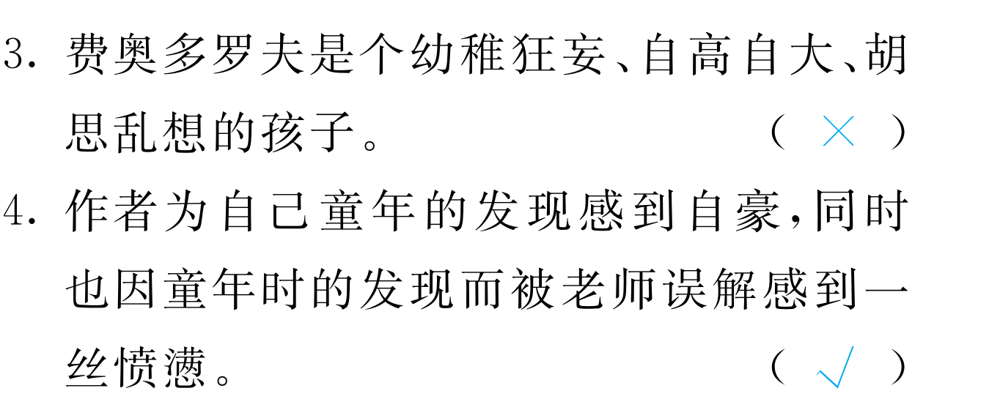 3. 费奥多罗夫是个幼稚狂妄、自高自大、胡
思乱想的孩子。 ( × )
4. 作者为自己童年的发现感到自豪,同时
也因童年时的发现而被老师误解感到一
丝愤懑。 ( √ )